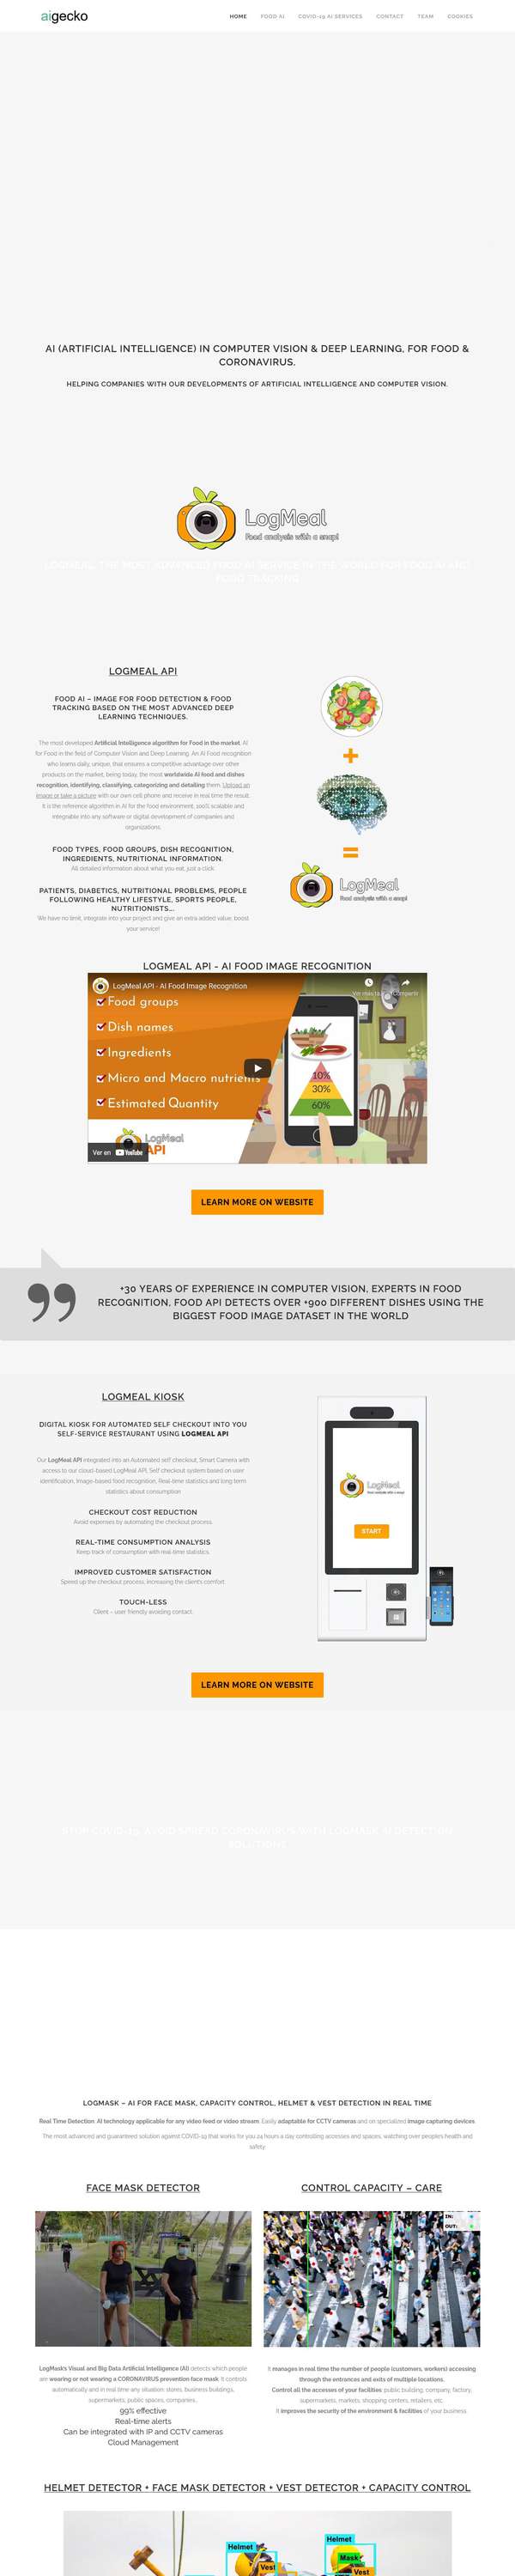 aigecko
HOME FOOD AI COVID-19 AI SERVICES CONTACT TEAM COOKIES
AI (ARTIFICIAL INTELLIGENCE) IN COMPUTER VISION & DEEP LEARNING, FOR FOOD &
CORONAVIRUS.
HELPING COMPANIES WITH OUR DEVELOPMENTS OF ARTIFICIAL INTELLIGENCE AND COMPUTER VISION.
LogMeal
Food analysis with a snap!
LOGMEAL API
FOOD AI – IMAGE FOR FOOD DETECTION & FOOD
TRACKING BASED ON THE MOST ADVANCED DEEP
LEARNING TECHNIQUES.
The most developed Artificial Intelligence algorithm for Food in the market. AI
for Food in the field of Computer Vision and Deep Learning. An AI Food recognition
who learns daily, unique, that ensures a competitive advantage over other
products on the market, being today, the most worldwide AI food and dishes
recognition, identifying, classifying, categorizing and detailing them. Upload an
image or take a picture with our own cell phone and receive in real time the result.
It is the reference algorithm in AI for the food environment, you'll scalable and
integrable into any software or digital development of companies and
organizations.
FOOD TYPES, FOOD GROUPS, DISH RECOGNITION,
INGREDIENTS, NUTRITIONAL INFORMATION.
All detailed information about what you eat, just a click.
PATIENTS, DIABETICS, NUTRITIONAL PROBLEMS, PEOPLE
FOLLOWING HEALTHY LIFESTYLE, SPORTS PEOPLE,
NUTRITIONISTS...
We have no limit, integrate into your project and give an extra added value, boost
your service!
LogMeal
Food analysis with a snap!
LOGMEAL API - AI FOOD IMAGE RECOGNITION
LogMeal API - AI Food Image Recognition
Ver más ta... Compartir
Food groups
Dish names
Ingredients
Micro and Macro nutrients
Estimated Quantity
10%
30%
60%
LogMeal
API
Ver en YouTube
LEARN MORE ON WEBSITE
+30 YEARS OF EXPERIENCE IN COMPUTER VISION, EXPERTS IN FOOD
RECOGNITION, FOOD API DETECTS OVER +900 DIFFERENT DISHES USING THE
BIGGEST FOOD IMAGE DATASET IN THE WORLD
LOGMEAL KIOSK
DIGITAL KIOSK FOR AUTOMATED SELF CHECKOUT INTO YOU
SELF-SERVICE RESTAURANT USING LOGMEAL API
Our LogMeal API integrated into an Automated self checkout, Smart Camera with
access to our cloud-based LogMeal API. Self checkout system based on user
identification, Image-based food recognition, Real-time statistics and long term
statistics about consumption
CHECKOUT COST REDUCTION
Avoid expenses by automating the checkout process.
REAL-TIME CONSUMPTION ANALYSIS
Keep track of consumption with real-time statistics.
IMPROVED CUSTOMER SATISFACTION
Speed up the checkout process, increasing the client's comfort
TOUCH-LESS
Client – user friendly avoiding contact.
LogMeal
START
LEARN MORE ON WEBSITE
STOP COVID-19, AVOID SPREAD CORONAVIRUS WITH LOGMASK AI DETECTION
SOLUTIONS
LOGMASK – AI FOR FACE MASK, CAPACITY CONTROL, HELMET & VEST DETECTION IN REAL TIME
Real Time Detection. AI technology applicable for any video feed or video stream. Easily adaptable for CCTV cameras and on specialized image capturing devices
The most advanced and guaranteed solution against COVID-19 that works for you 24 hours a day controlling accesses and spaces, watching over people's health and
safety.
FACE MASK DETECTOR
CONTROL CAPACITY – CARE
IN:
OUT:
LogMask's Visual and Big Data Artificial Intelligence (AI) detects which people
are wearing or not wearing a CORONAVIRUS prevention face mask. It controls
automatically and in real time any situation: stores, business buildings,
supermarkets, public spaces, companies...
99% effective
Real-time alerts
Can be integrated with IP and CCTV cameras
Cloud Management
It manages in real time the number of people (customers, workers) accessing
through the entrances and exits of multiple locations.
Control all the accesses of your facilities: public building, company, factory,
supermarkets, markets, shopping centers, retailers, etc.
It improves the security of the environment & facilities of your business.
HELMET DETECTOR + FACE MASK DETECTOR + VEST DETECTOR + CAPACITY CONTROL
Helmet
Helmet
Mask
Vest
Vest